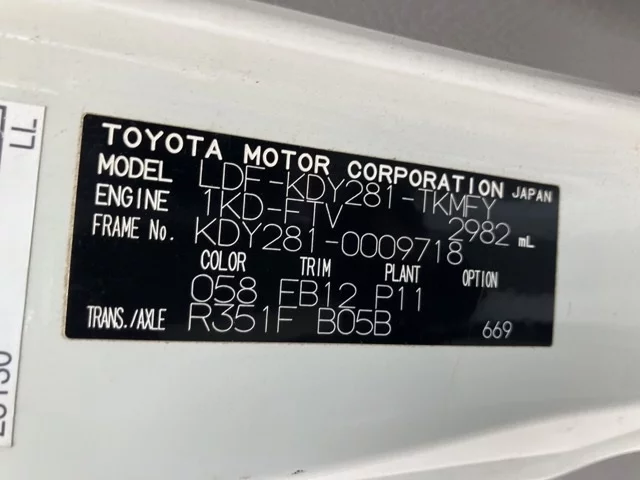 TOYOTA MOTOR CORPORATION JAPAN
MODEL LDF-KDY281-TKMFY
ENGINE 1KD-FTV 2982 mL
FRAME No. KDY281-0009718
COLOR TRIM PLANT OPTION
058 FB12 P11
TRANS./AXLE R351F B05B 669
LL